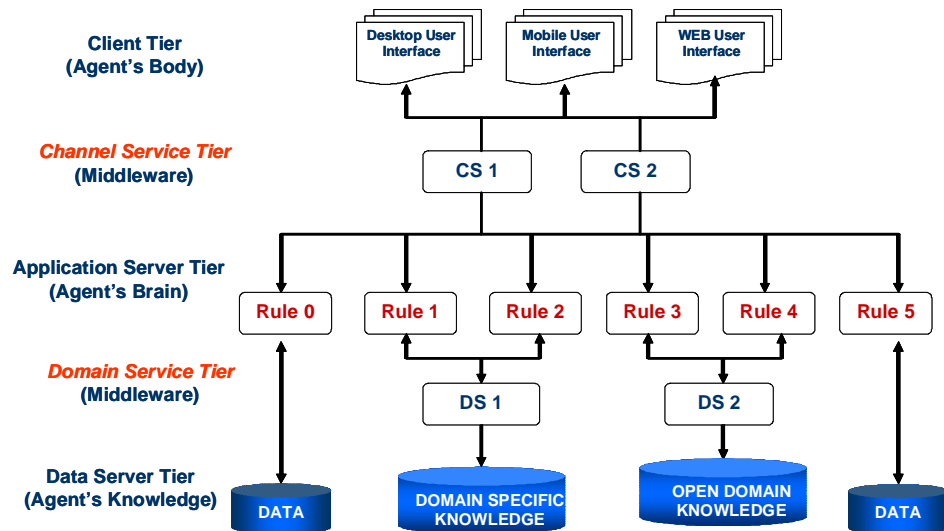 Client Tier
(Agent's Body)
Desktop User
Interface
Mobile User
Interface
WEB User
Interface
Channel Service Tier
(Middleware)
CS 1
CS 2
Application Server Tier
(Agent's Brain)
Rule 0
Rule 1
Rule 2
Rule 3
Rule 4
Rule 5
Domain Service Tier
(Middleware)
DS 1
DS 2
Data Server Tier
(Agent's Knowledge)
DATA
DOMAIN SPECIFIC
KNOWLEDGE
OPEN DOMAIN
KNOWLEDGE
DATA